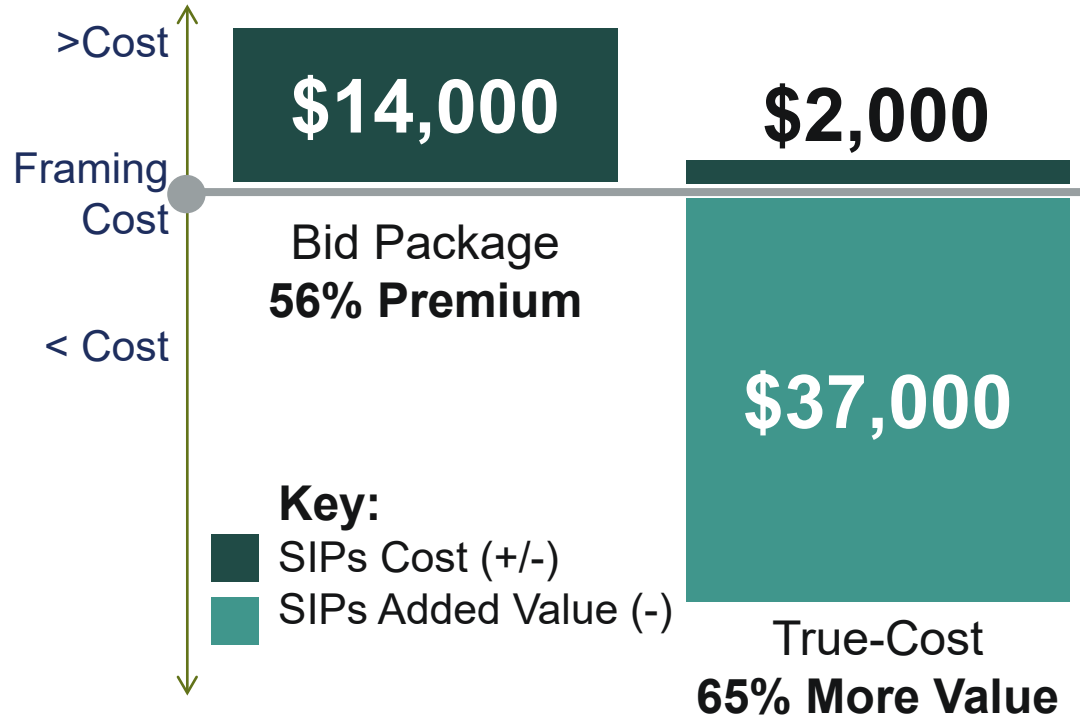 >Cost
Framing
Cost
< Cost
$14,000
Bid Package
56% Premium
$2,000
$37,000
True-Cost
65% More Value
Key:
SIPs Cost (+/-)
SIPs Added Value (-)